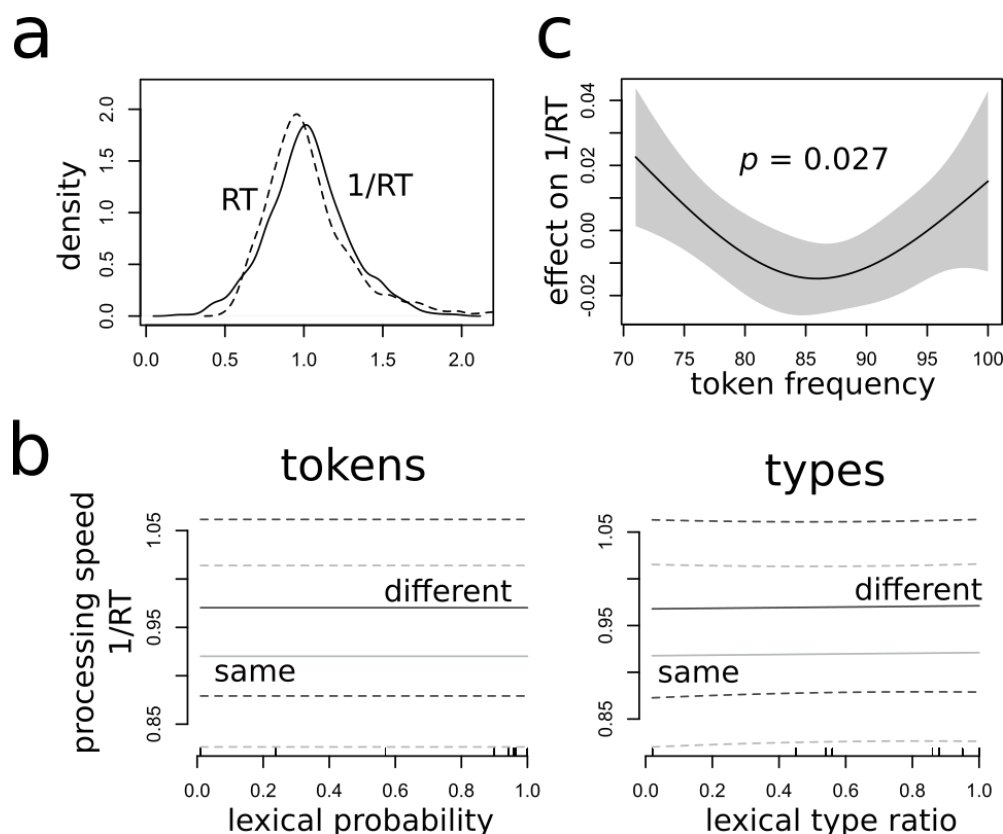 a
density
0.0 0.5 1.0 1.5 2.0
RT
1/RT
0.0 0.5 1.0 1.5 2.0
c
effect on 1/RT
-0.02 0.00 0.02 0.04
p = 0.027
70 75 80 85 90 95 100
token frequency
b
tokens
processing speed
1/RT
0.85 0.95 1.05
different
same
0.0 0.2 0.4 0.6 0.8 1.0
lexical probability
types
0.85 0.95 1.05
different
same
0.0 0.2 0.4 0.6 0.8 1.0
lexical type ratio